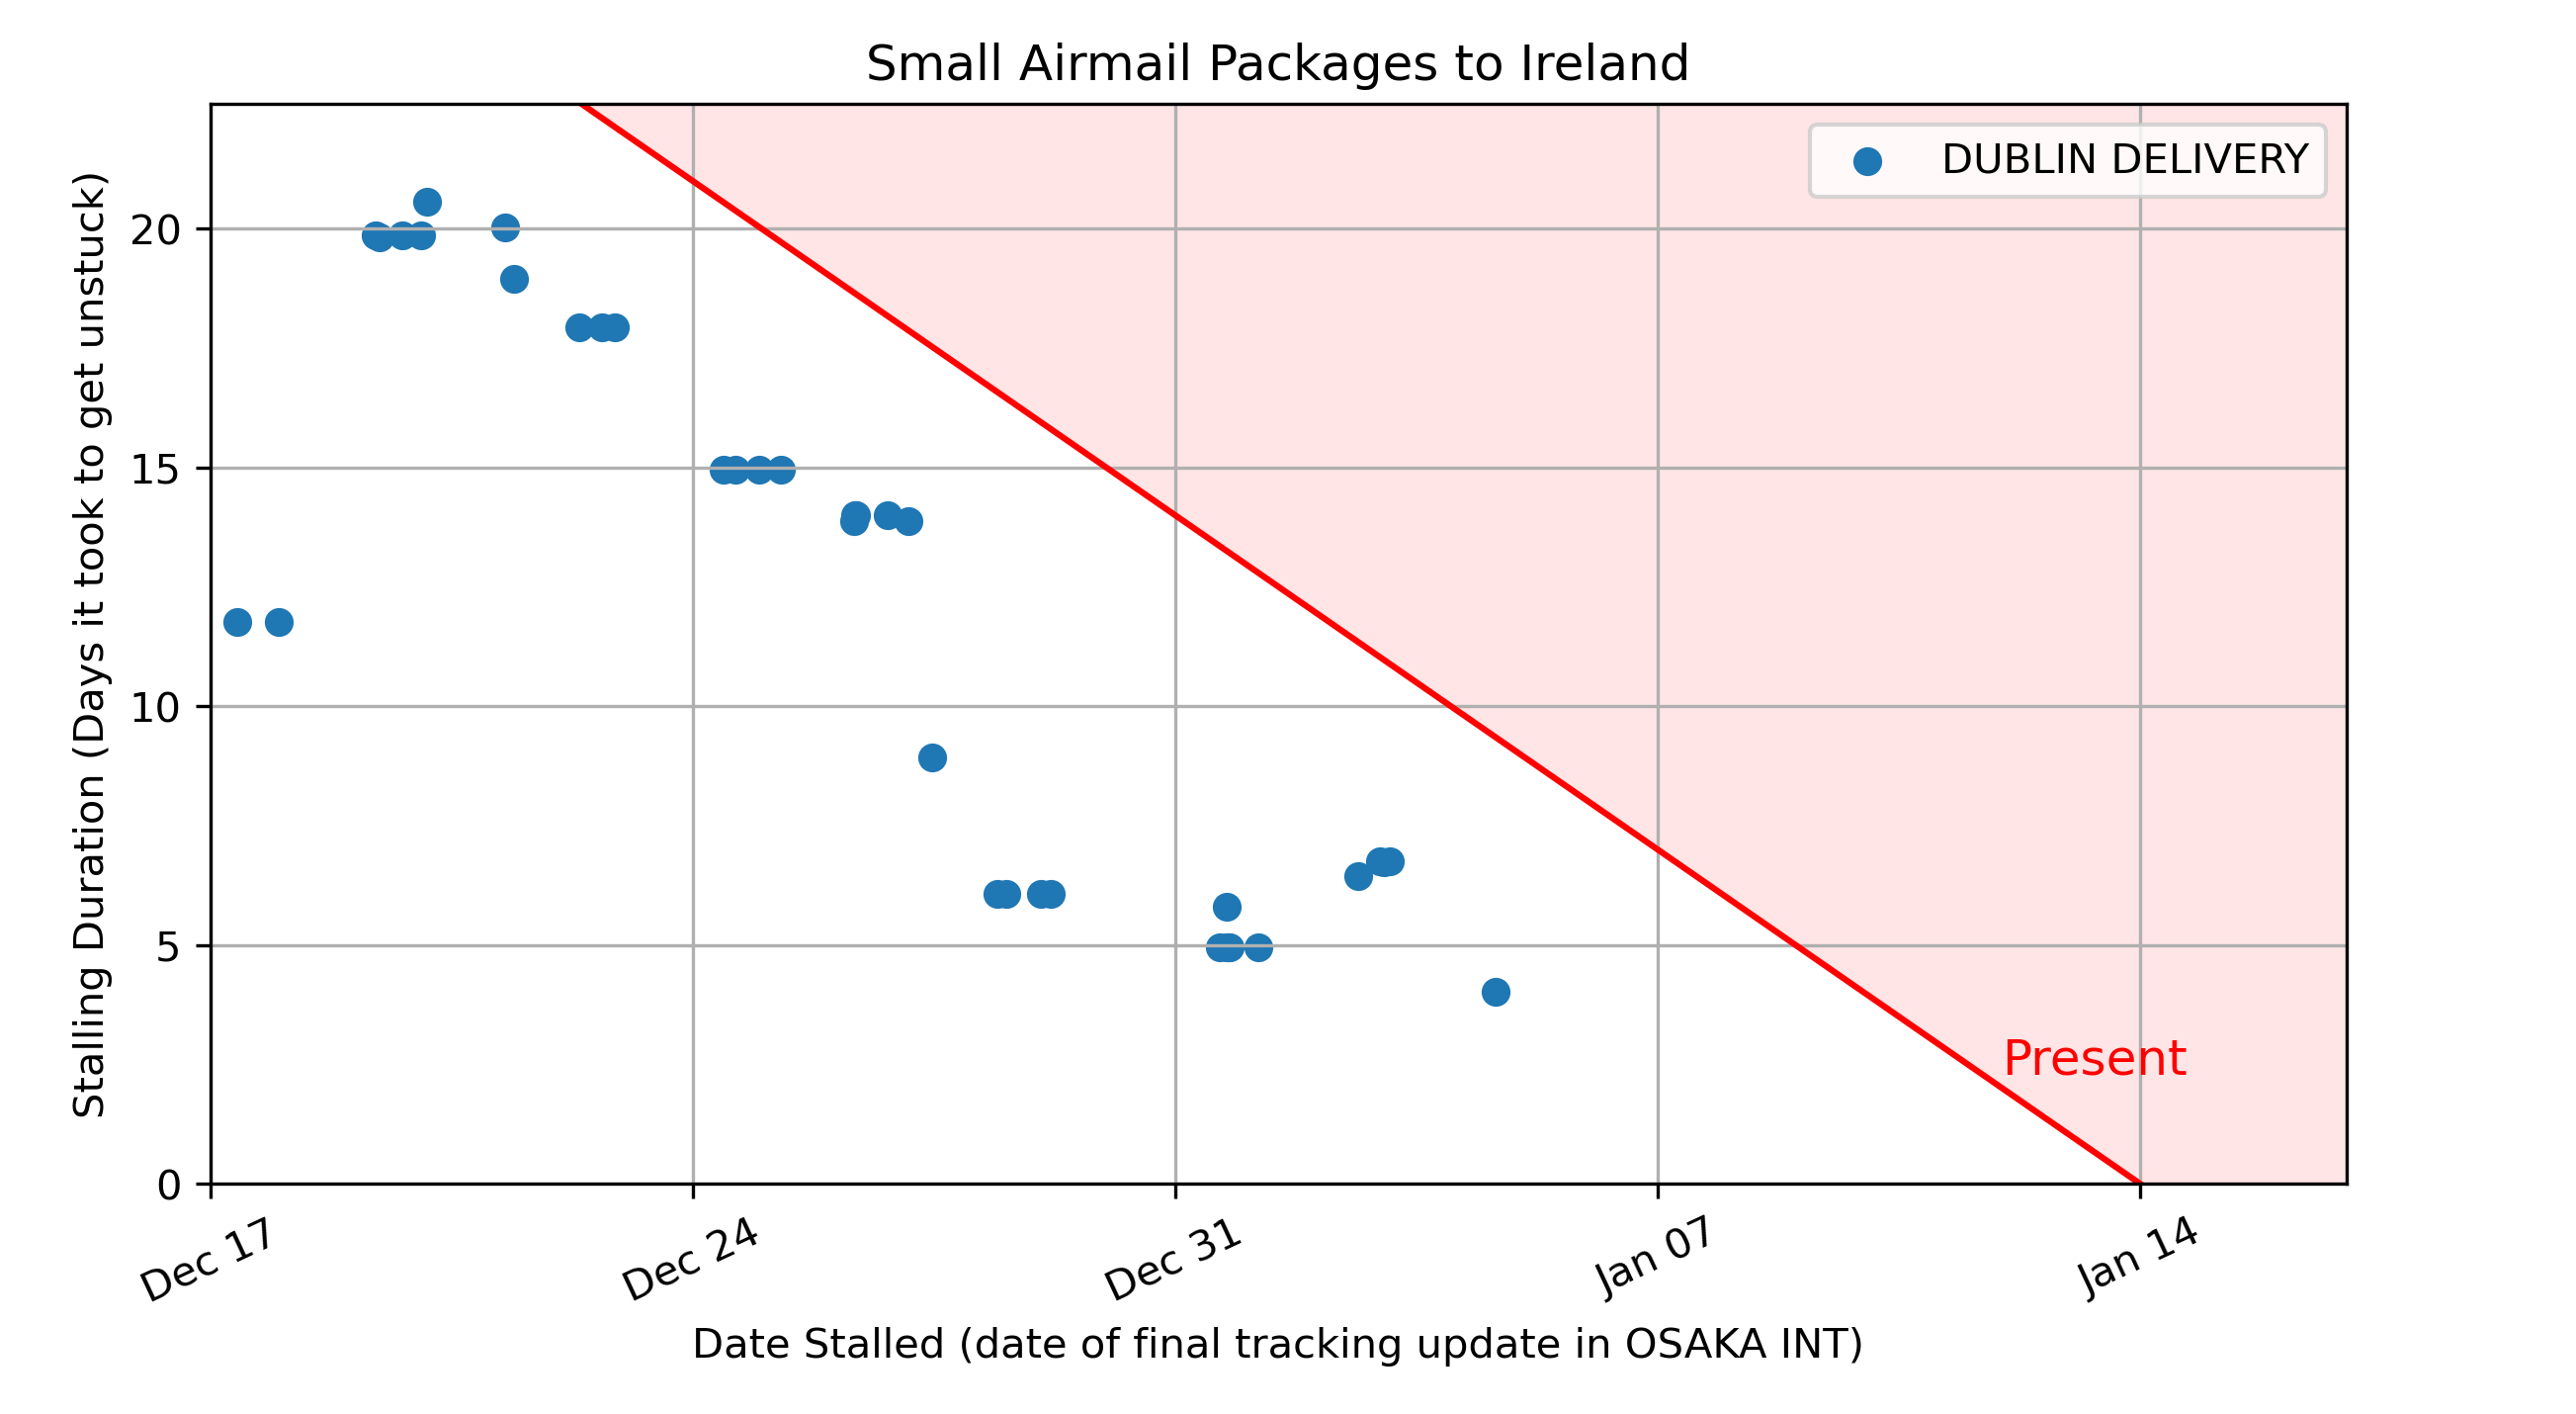 Small Airmail Packages to Ireland
DUBLIN DELIVERY
Stalling Duration (Days it took to get unstuck)
20
15
10
5
0
Present
Dec 17
Dec 24
Dec 31
Jan 07
Jan 14
Date Stalled (date of final tracking update in OSAKA INT)